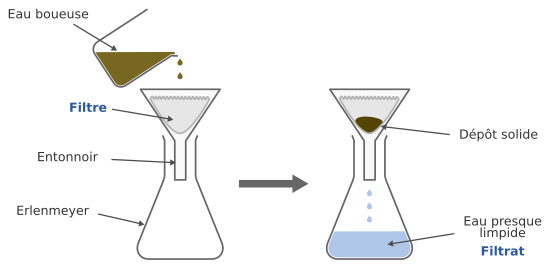 Eau boueuse
Filtre
Entonnoir
Erlenmeyer
Dépôt solide
Eau presque
limpide
Filtrat